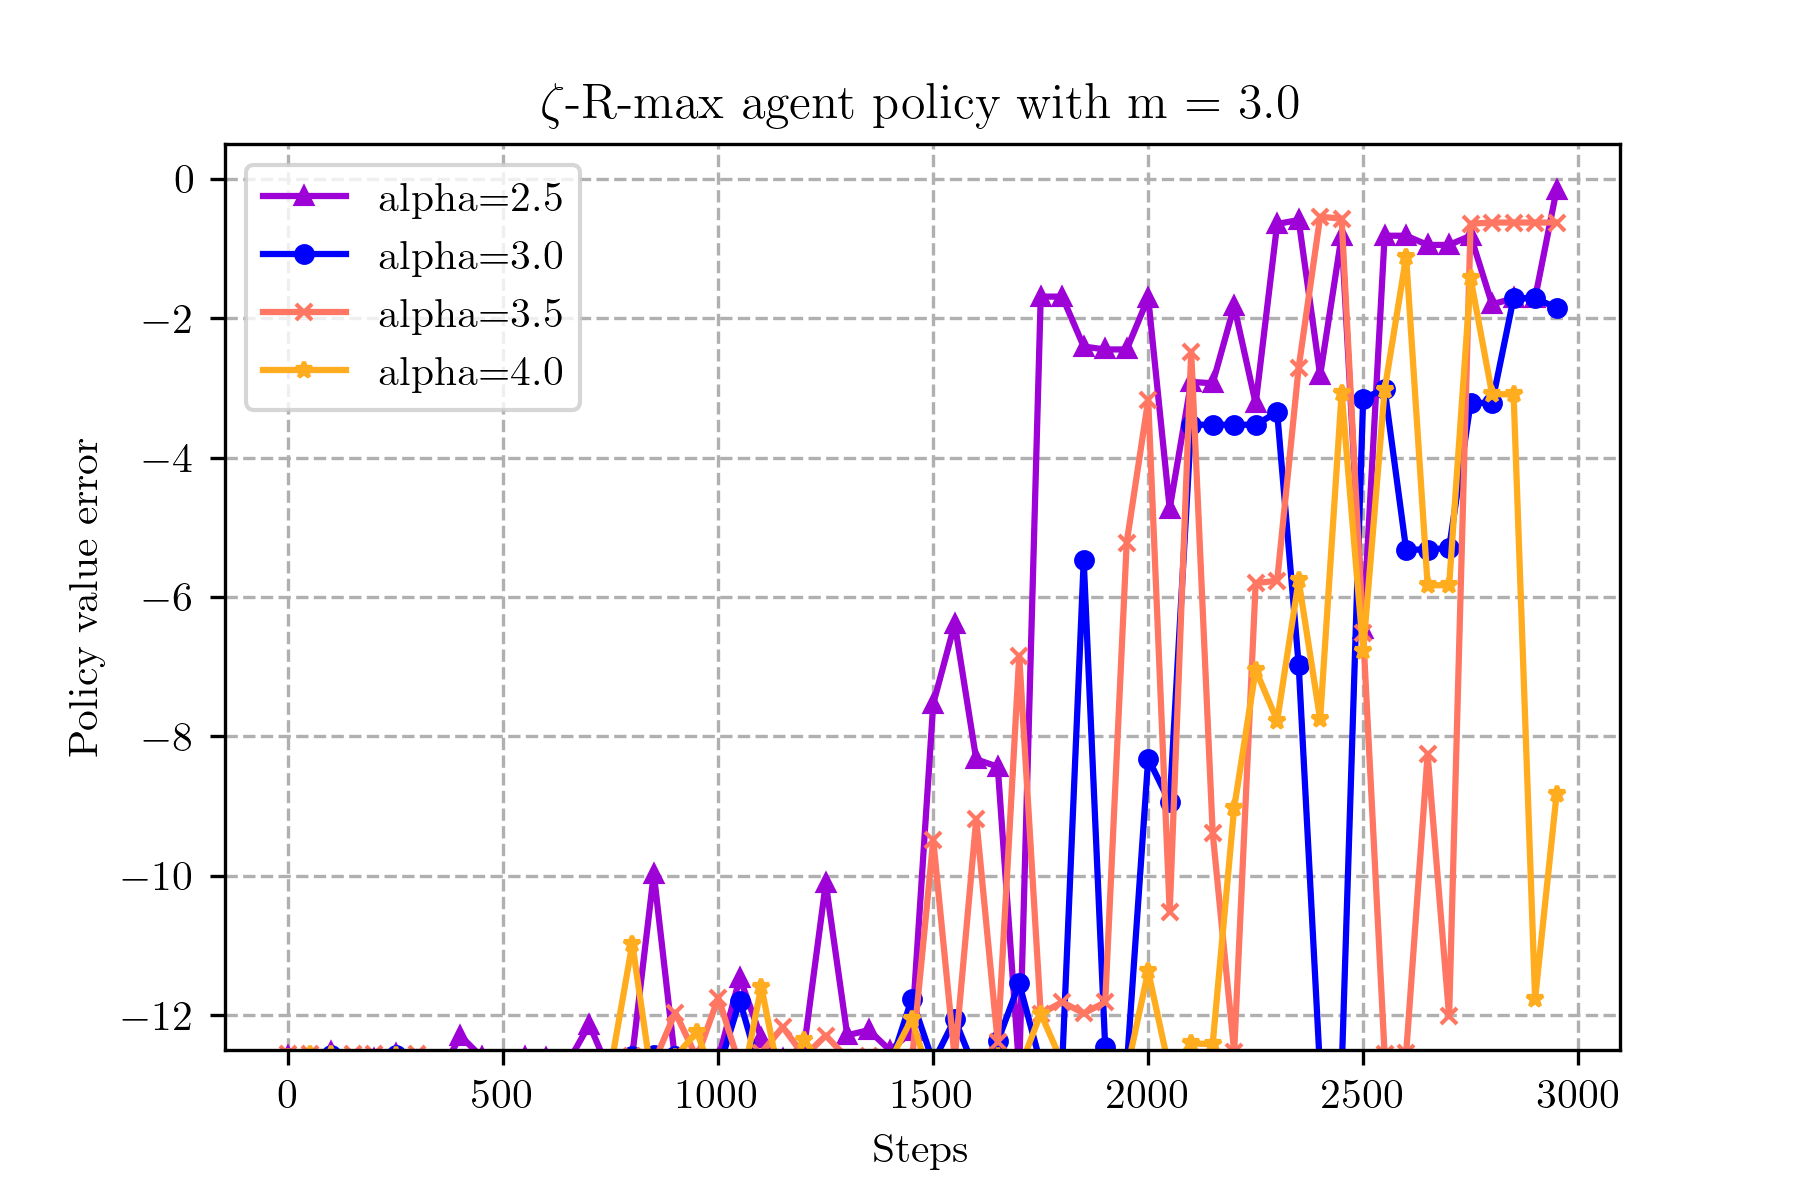 ζ-R-max agent policy with m = 3.0
alpha=2.5
alpha=3.0
alpha=3.5
alpha=4.0
Policy value error
0
−2
−4
−6
−8
−10
−12
0 500 1000 1500 2000 2500 3000
Steps